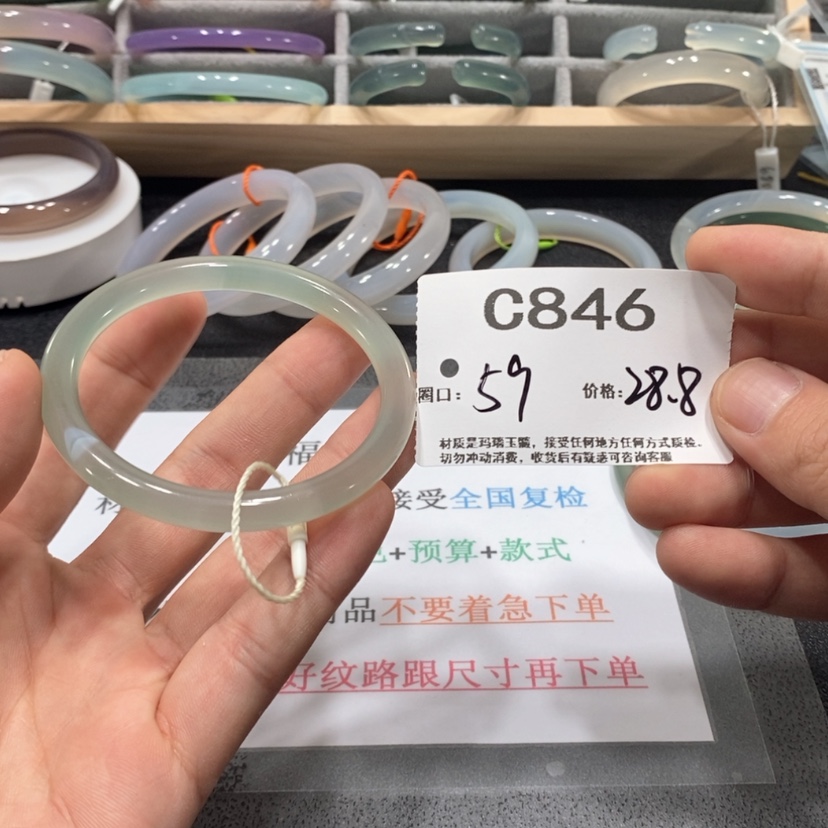 C846
圈口：59 价格：28.8
材质是玛瑙玉髓，接受任何地方任何方式质检。
切勿冲动消费，收货后有疑惑可咨询客服
福
接受全国复检
+预算+款式
品不要着急下单
好纹路跟尺寸再下单